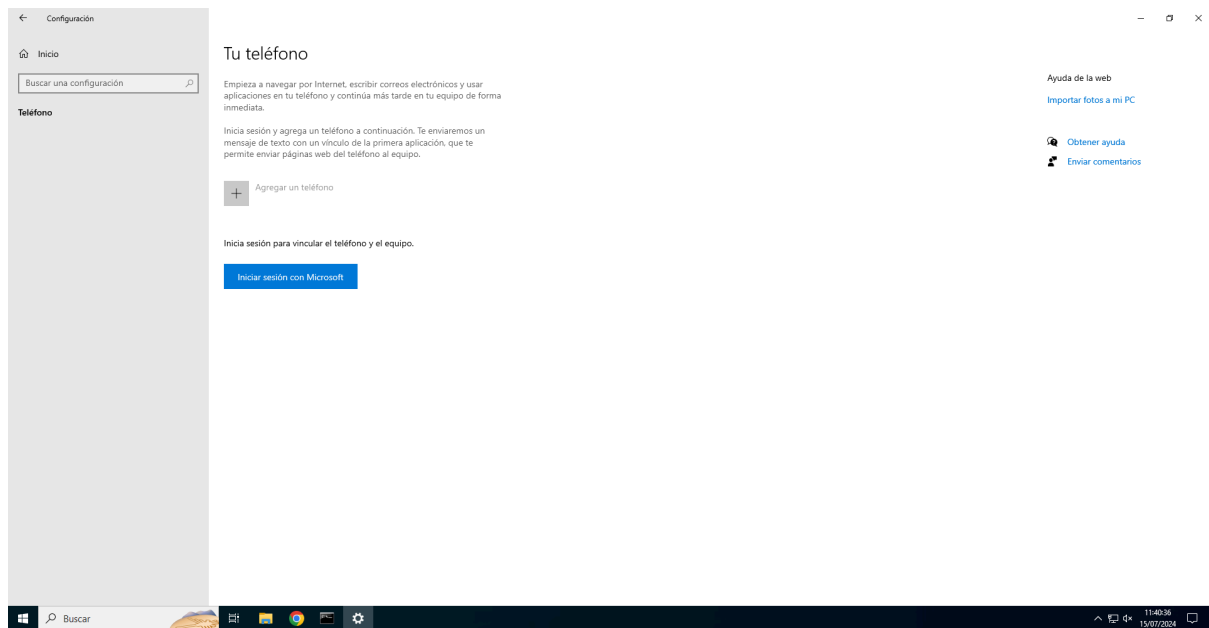 Configuración
Inicio
Buscar una configuración
Teléfono
Tu teléfono
Empieza a navegar por Internet, escribir correos electrónicos y usar
aplicaciones en tu teléfono y continúa más tarde en tu equipo de forma
inmediata.
Inicia sesión y agrega un teléfono a continuación. Te enviaremos un
mensaje de texto con un vínculo de la primera aplicación, que te
permite enviar páginas web del teléfono al equipo.
Agregar un teléfono
Inicia sesión para vincular el teléfono y el equipo.
Iniciar sesión con Microsoft
Ayuda de la web
Importar fotos a mi PC
Obtener ayuda
Enviar comentarios
Buscar
11:40:36
15/07/2024